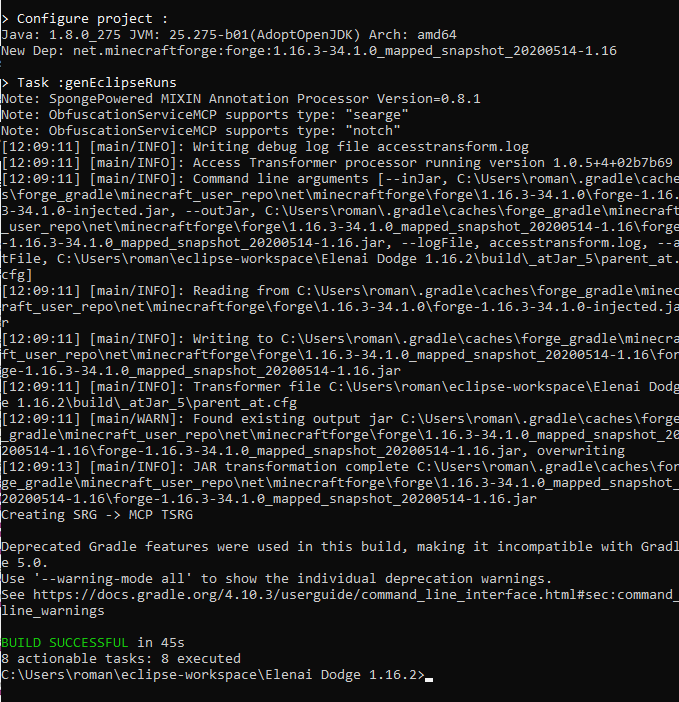 > Configure project :
Java: 1.8.0_275 JVM: 25.275-b01(AdoptOpenJDK) Arch: amd64
New Dep: net.minecraftforge:forge:1.16.3-34.1.0_mapped_snapshot_20200514-1.16
> Task :genEclipseRuns
Note: SpongePowered MIXIN Annotation Processor Version=0.8.1
Note: ObfuscationServiceMCP supports type: "searge"
Note: ObfuscationServiceMCP supports type: "notch"
[12:09:11] [main/INFO]: Writing debug log file accesstransform.log
[12:09:11] [main/INFO]: Access Transformer processor running version 1.0.5+4+02b7b69
[12:09:11] [main/INFO]: Command line arguments [--inJar, C:\Users\roman\.gradle\cache
s\forge_gradle\minecraft_user_repo\net\minecraftforge\forge\1.16.3-34.1.0\forge-1.16.
3-34.1.0-injected.jar, --outJar, C:\Users\roman\.gradle\caches\forge_gradle\minecraft
_user_repo\net\minecraftforge\forge\1.16.3-34.1.0_mapped_snapshot_20200514-1.16\forge
-1.16.3-34.1.0_mapped_snapshot_20200514-1.16.jar, --logFile, accesstransform.log, --a
tFile, C:\Users\roman\eclipse-workspace\Elenai Dodge 1.16.2\build\_atJar_5\parent_at.
cfg]
[12:09:11] [main/INFO]: Reading from C:\Users\roman\.gradle\caches\forge_gradle\minec
raft_user_repo\net\minecraftforge\forge\1.16.3-34.1.0\forge-1.16.3-34.1.0-injected.ja
r
[12:09:11] [main/INFO]: Writing to C:\Users\roman\.gradle\caches\forge_gradle\minecra
ft_user_repo\net\minecraftforge\forge\1.16.3-34.1.0_mapped_snapshot_20200514-1.16\for
ge-1.16.3-34.1.0_mapped_snapshot_20200514-1.16.jar
[12:09:11] [main/INFO]: Transformer file C:\Users\roman\eclipse-workspace\Elenai Dodg
e 1.16.2\build\_atJar_5\parent_at.cfg
[12:09:11] [main/WARN]: Found existing output jar C:\Users\roman\.gradle\caches\forge
_gradle\minecraft_user_repo\net\minecraftforge\forge\1.16.3-34.1.0_mapped_snapshot_20
200514-1.16\forge-1.16.3-34.1.0_mapped_snapshot_20200514-1.16.jar, overwriting
[12:09:13] [main/INFO]: JAR transformation complete C:\Users\roman\.gradle\caches\for
ge_gradle\minecraft_user_repo\net\minecraftforge\forge\1.16.3-34.1.0_mapped_snapshot_
20200514-1.16\forge-1.16.3-34.1.0_mapped_snapshot_20200514-1.16.jar
Creating SRG -> MCP TSRG
Deprecated Gradle features were used in this build, making it incompatible with Gradl
e 5.0.
Use '--warning-mode all' to show the individual deprecation warnings.
See https://docs.gradle.org/4.10.3/userguide/command_line_interface.html#sec:command_
line_warnings
BUILD SUCCESSFUL in 45s
8 actionable tasks: 8 executed
C:\Users\roman\eclipse-workspace\Elenai Dodge 1.16.2>